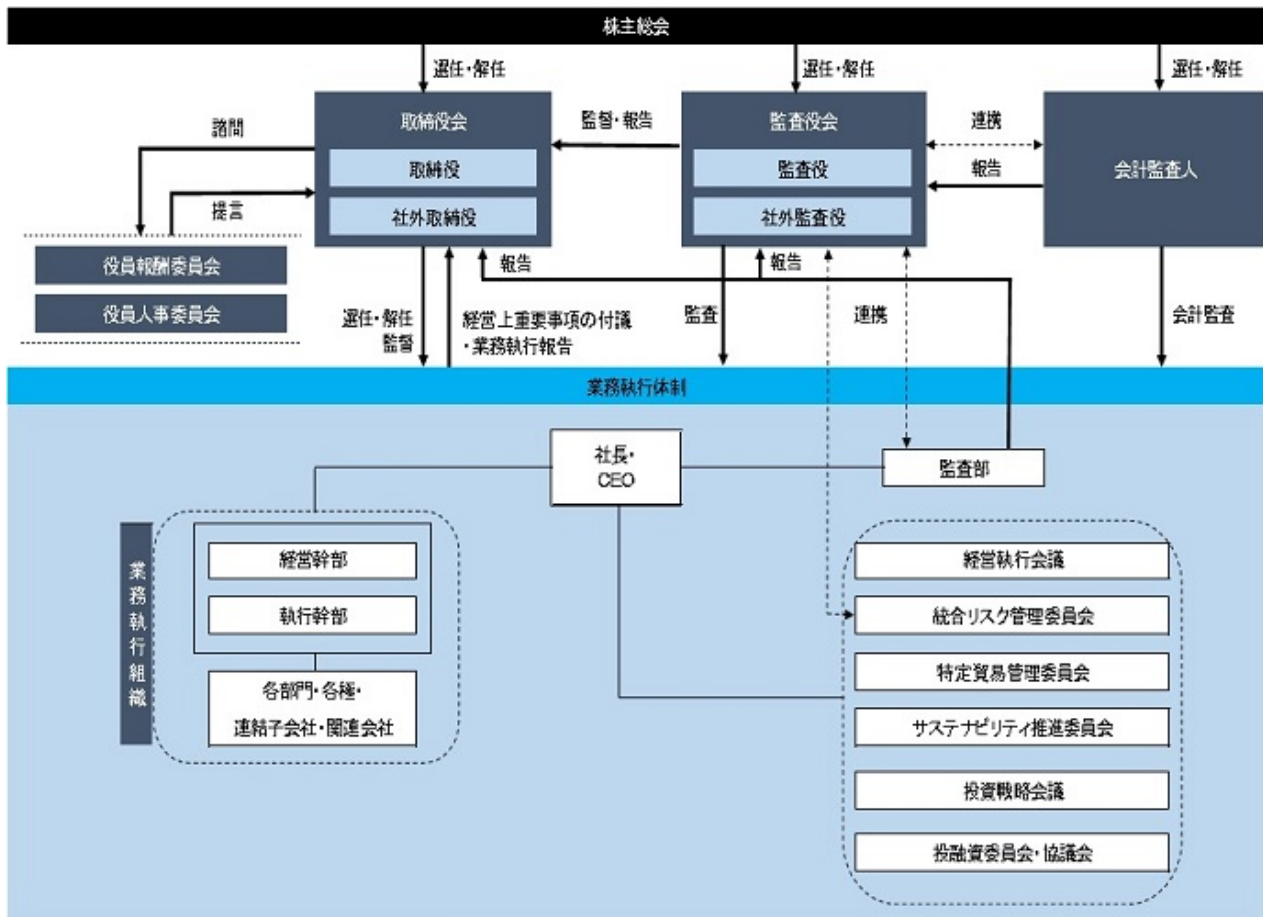 株主総会
選任・解任
選任・解任
選任・解任
取締役会
取締役
社外取締役
監督・報告
監査役会
監査役
社外監査役
連携
報告
会計監査人
諮問
提言
役員報酬委員会
役員人事委員会
選任・解任
監督
経営上重要事項の付議
・業務執行報告
報告
監査
報告
連携
会計監査
業務執行体制
社長・
CEO
監査部
業務執行組織
経営幹部
執行幹部
各部門・各極・
連結子会社・関連会社
経営執行会議
統合リスク管理委員会
特定貿易管理委員会
サステナビリティ推進委員会
投資戦略会議
投融資委員会・協議会